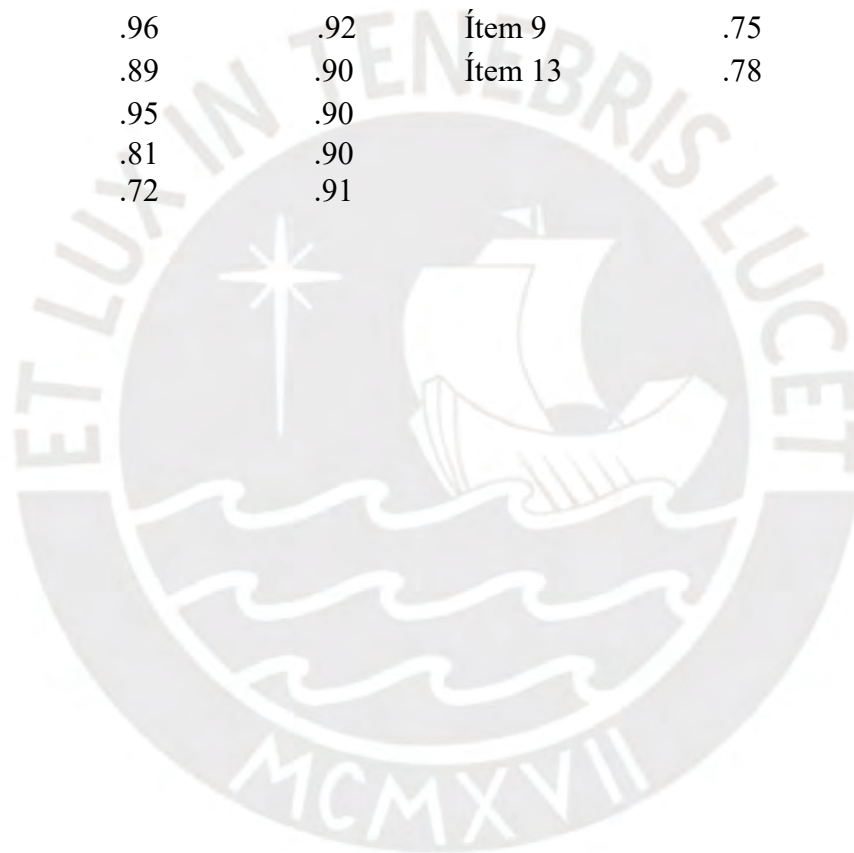 .96 .92 Ítem 9 .75
.89 .90 Ítem 13 .78
.95 .90
.81 .90
.72 .91
ET LUX IN TENEBRIS LUCET
MCMXVII